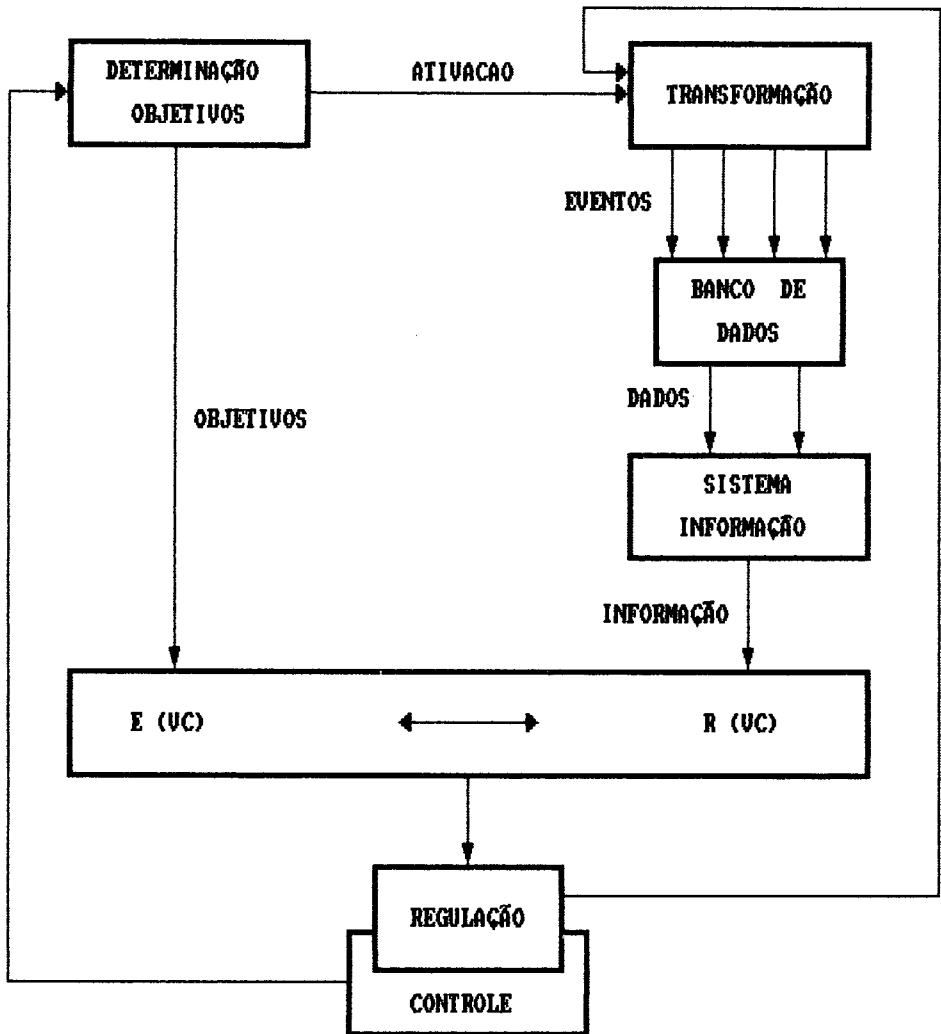 DETERMINAÇÃO
OBJETIVOS
ATIVACAO
TRANSFORMAÇÃO
EVENTOS
BANCO DE
DADOS
DADOS
OBJETIVOS
SISTEMA
INFORMAÇÃO
INFORMAÇÃO
E (VC)
R (VC)
REGULAÇÃO
CONTROLE